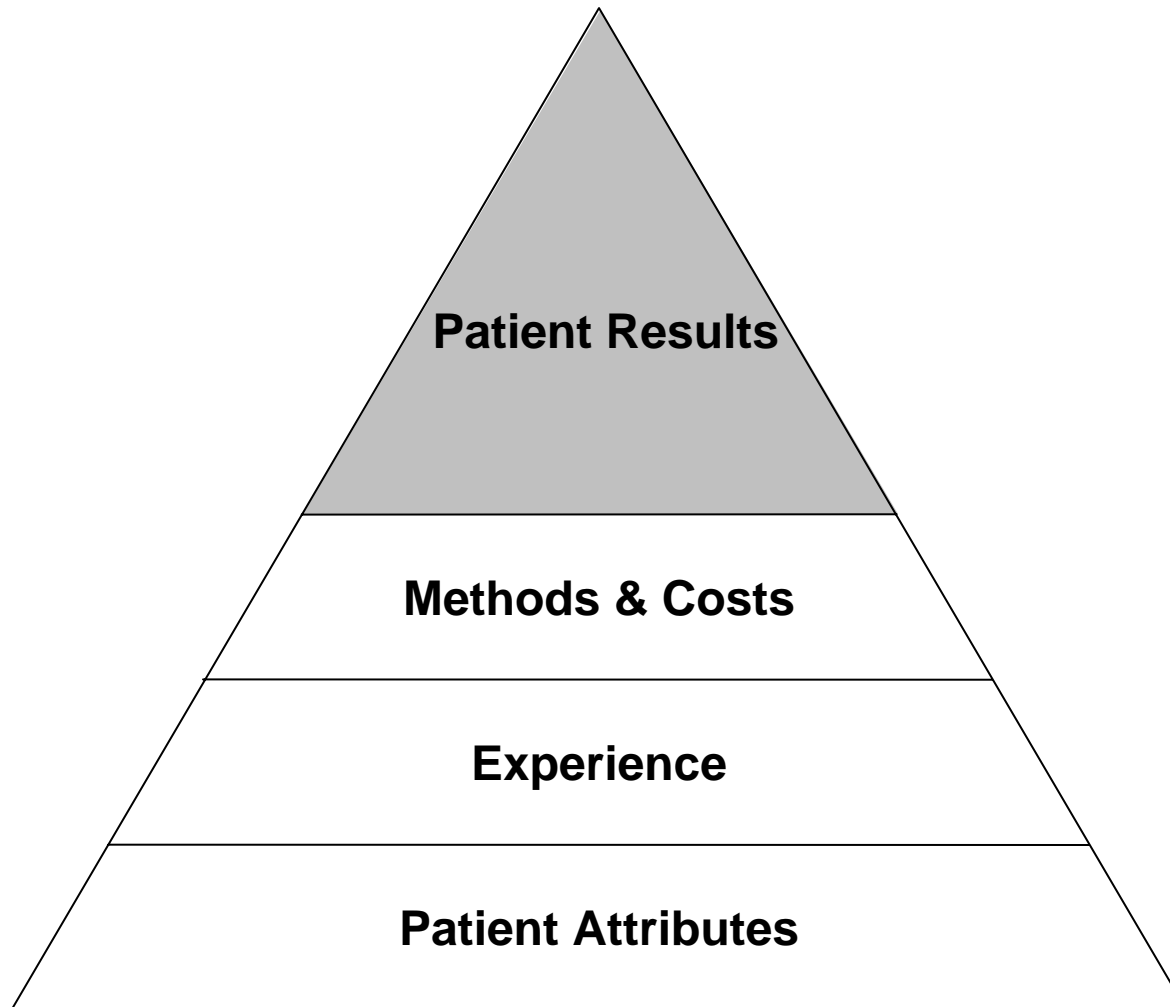 Patient Results
Methods & Costs
Experience
Patient Attributes